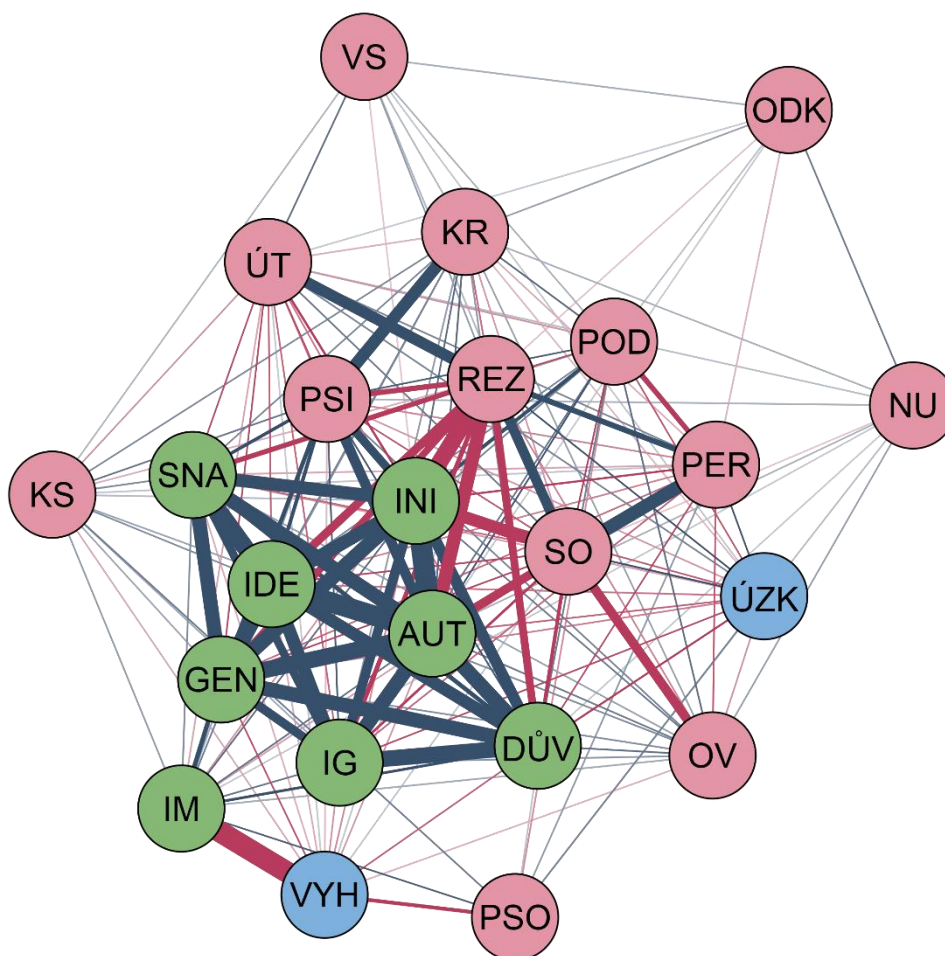 VS
ODK
KR
ÚT
POD
REZ
PSI
NU
PER
SNA
KS
INI
SO
IDE
ÚZK
AUT
GEN
DŮV
OV
IG
IM
VYH
PSO